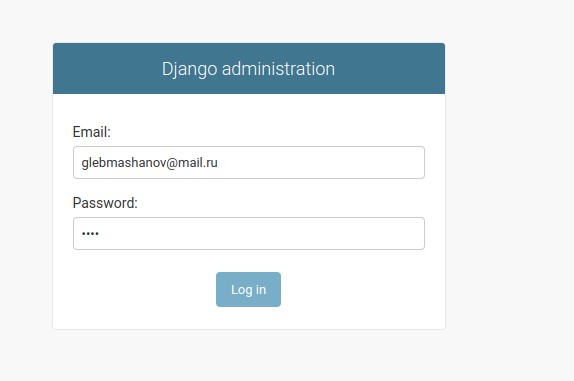 Django administration
Email:
glebmashanov@mail.ru
Password:
••••
Log in